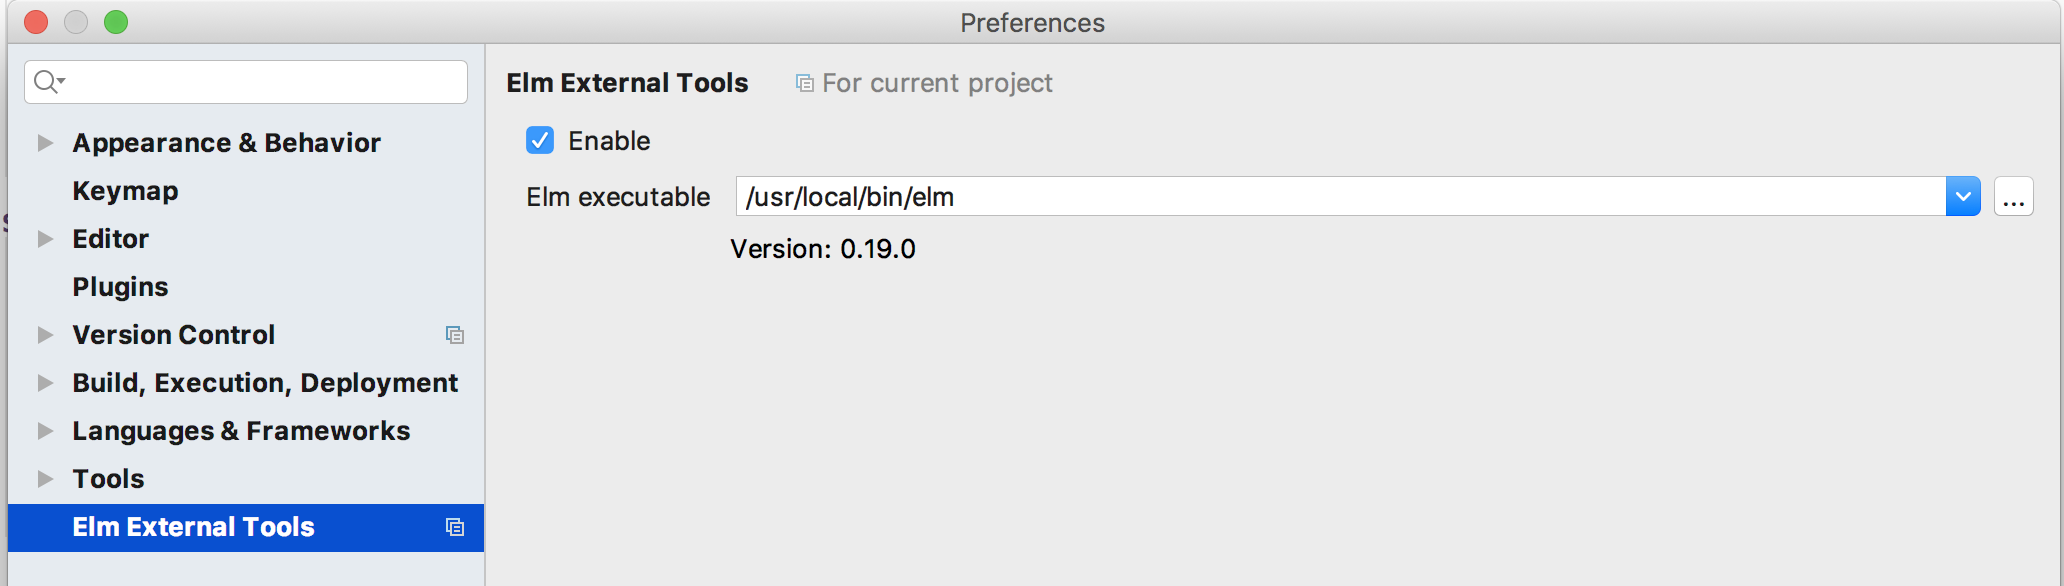 Preferences
Appearance & Behavior
Keymap
Editor
Plugins
Version Control
Build, Execution, Deployment
Languages & Frameworks
Tools
Elm External Tools
Elm External Tools For current project
Enable
Elm executable /usr/local/bin/elm ...
Version: 0.19.0